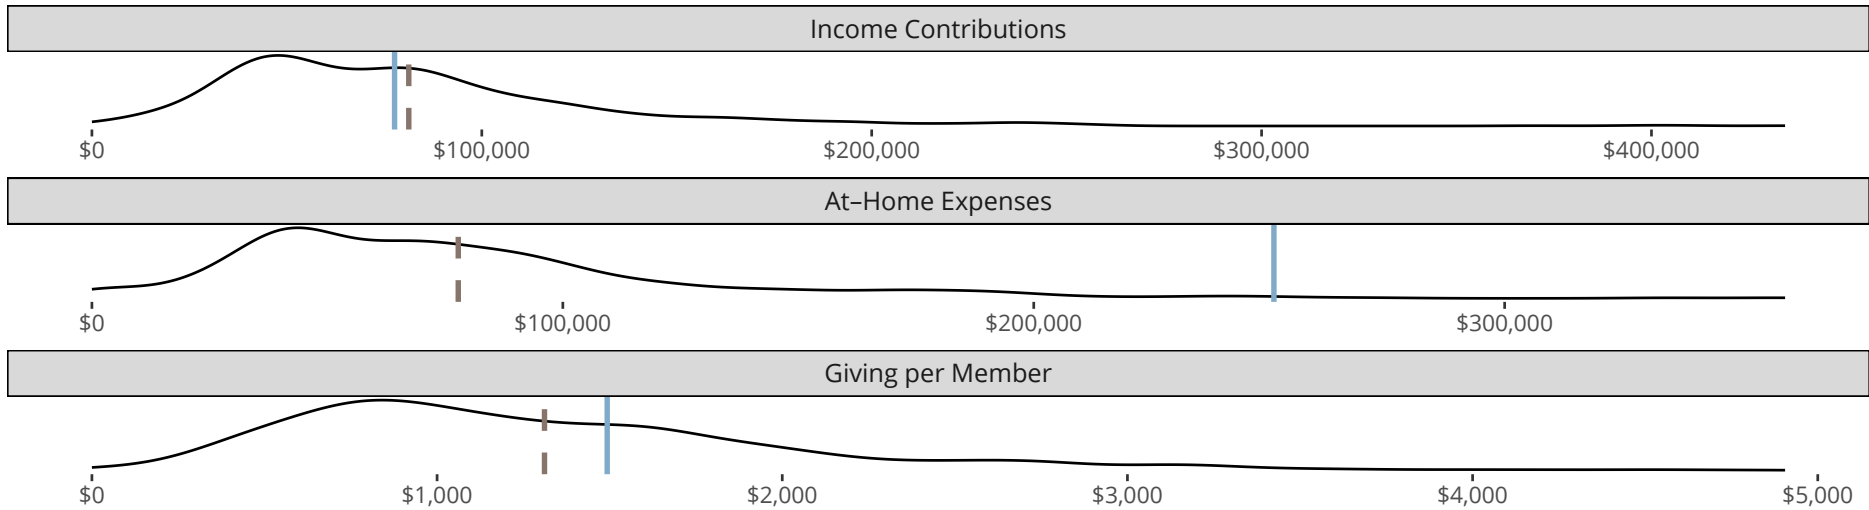 Income Contributions
$0 $100,000 $200,000 $300,000 $400,000
At–Home Expenses
$0 $100,000 $200,000 $300,000
Giving per Member
$0 $1,000 $2,000 $3,000 $4,000 $5,000